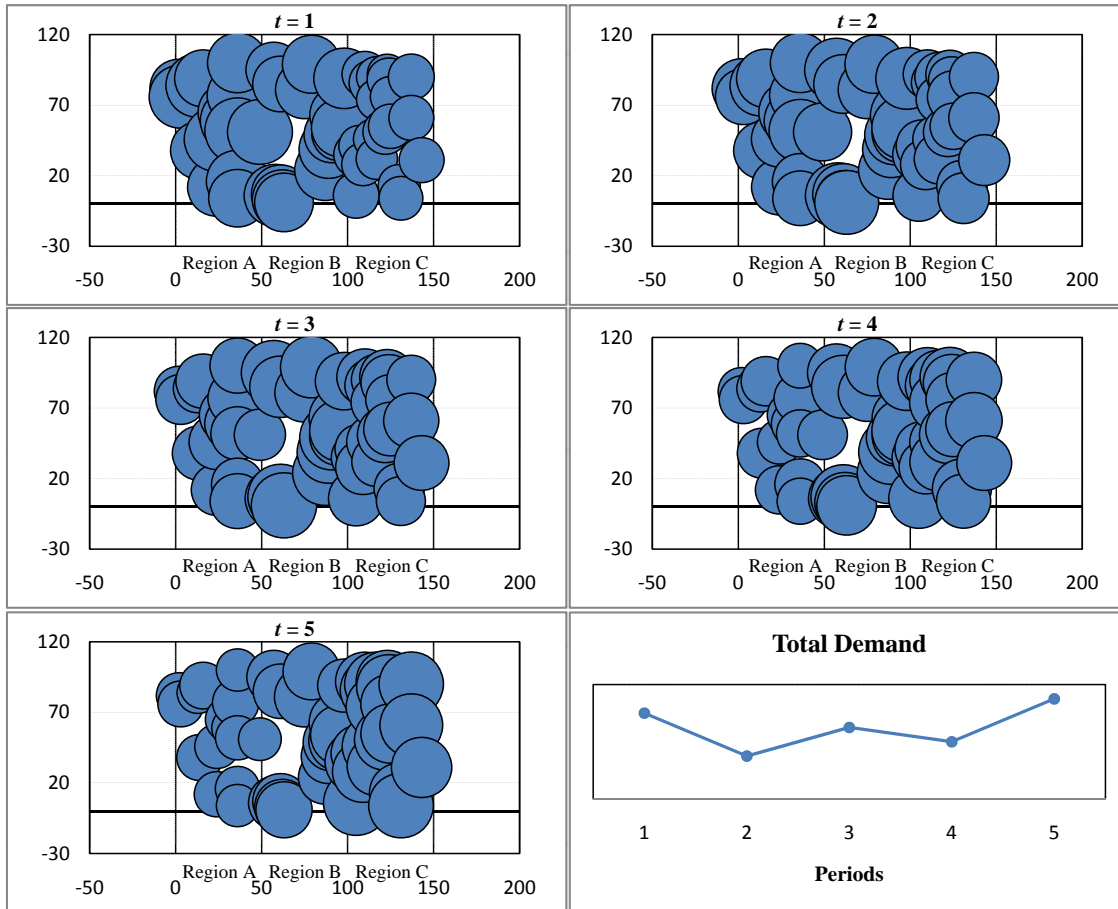 t = 1
120
70
20
-30
Region A Region B Region C
-50 0 50 100 150 200
t = 2
120
70
20
-30
Region A Region B Region C
-50 0 50 100 150 200
t = 3
120
70
20
-30
Region A Region B Region C
-50 0 50 100 150 200
t = 4
120
70
20
-30
Region A Region B Region C
-50 0 50 100 150 200
t = 5
120
70
20
-30
Region A Region B Region C
-50 0 50 100 150 200
Total Demand
1 2 3 4 5
Periods